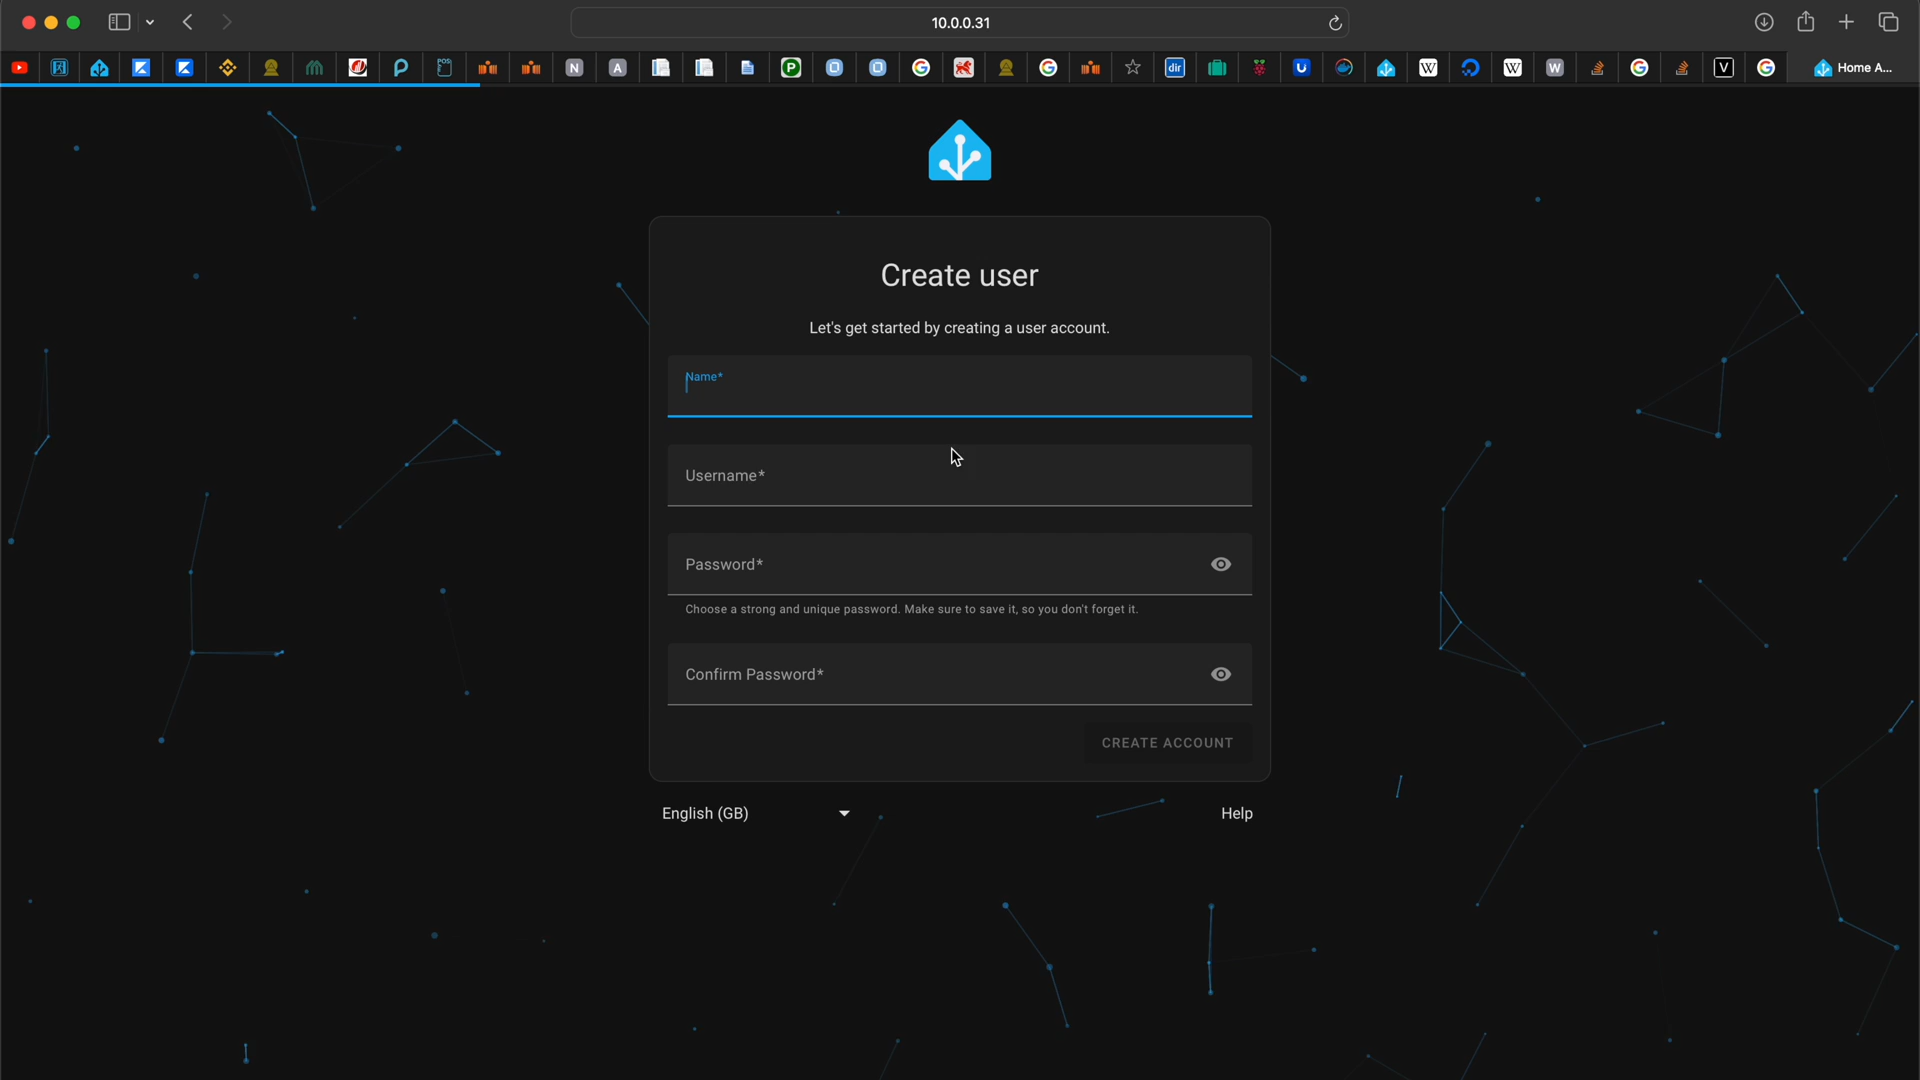 10.0.0.31
POS
N
A
P
dir
W
W
W
V
Home A...
Create user
Let's get started by creating a user account.
Name*
Username*
Password*
Choose a strong and unique password. Make sure to save it, so you don't forget it.
Confirm Password*
CREATE ACCOUNT
English (GB)
Help